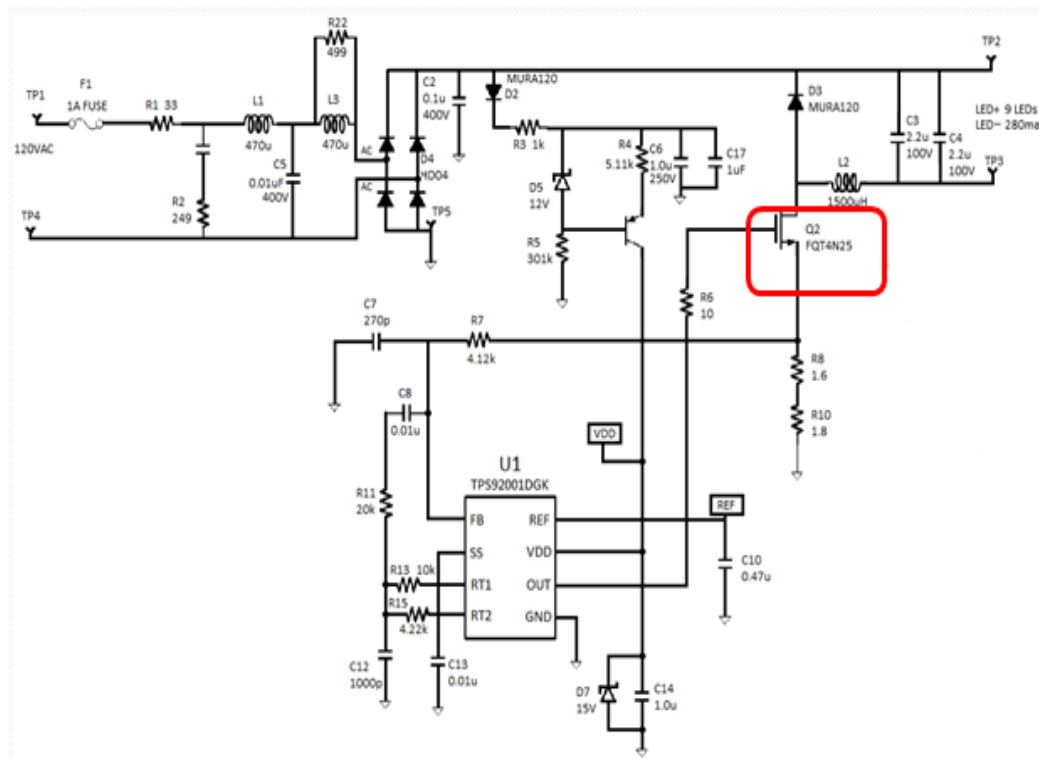 R22
499
TP2
F1
1A FUSE
TP1
R1 33
L1
L3
470u
470u
120VAC
C5
0.01uF
400V
R2
249
TP4
AC
AC
D4
HD04
TP5
C2
0.1u
400V
MURA120
D2
R3 1k
D5
12V
R5
301k
R4
5.11k
C6
1.0u
250V
C17
1uF
D3
MURA120
C3
2.2u
100V
C4
2.2u
100V
LED+ 9 LEDs
LED- 280ma
TP3
L2
1500uH
Q2
FQT4N25
R6
10
C7
270p
R7
4.12k
R8
1.6
R10
1.8
C8
0.01u
VDD
U1
TPS92001DGK
R11
20k
FB
SS
RT1
RT2
REF
VDD
OUT
GND
REF
C10
0.47u
R13 10k
R15
4.22k
C12
1000p
C13
0.01u
D7
15V
C14
1.0u